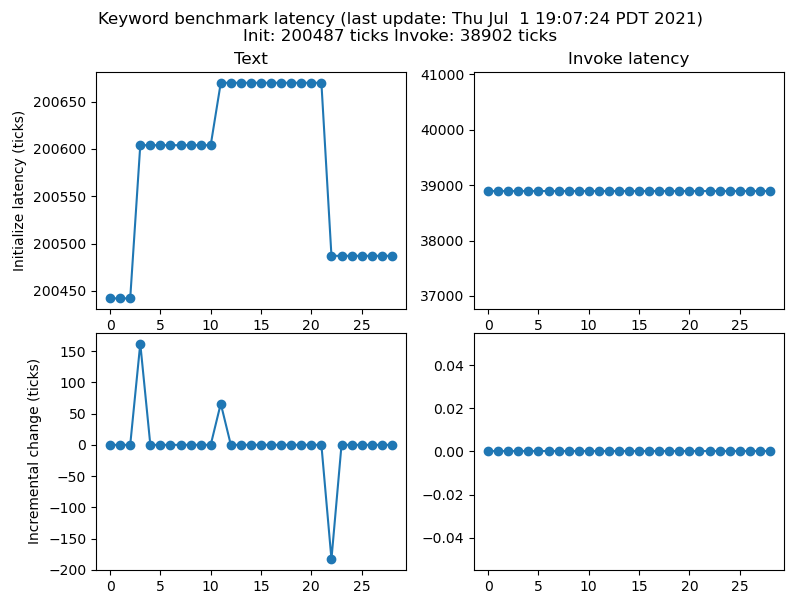 Keyword benchmark latency (last update: Thu Jul  1 19:07:24 PDT 2021)
Init: 200487 ticks Invoke: 38902 ticks
Text
Initialize latency (ticks)
200650
200600
200550
200500
200450
0 5 10 15 20 25
Invoke latency
41000
40000
39000
38000
37000
0 5 10 15 20 25
Incremental change (ticks)
150
100
50
0
−50
−100
−150
−200
0 5 10 15 20 25
0.04
0.02
0.00
−0.02
−0.04
0 5 10 15 20 25